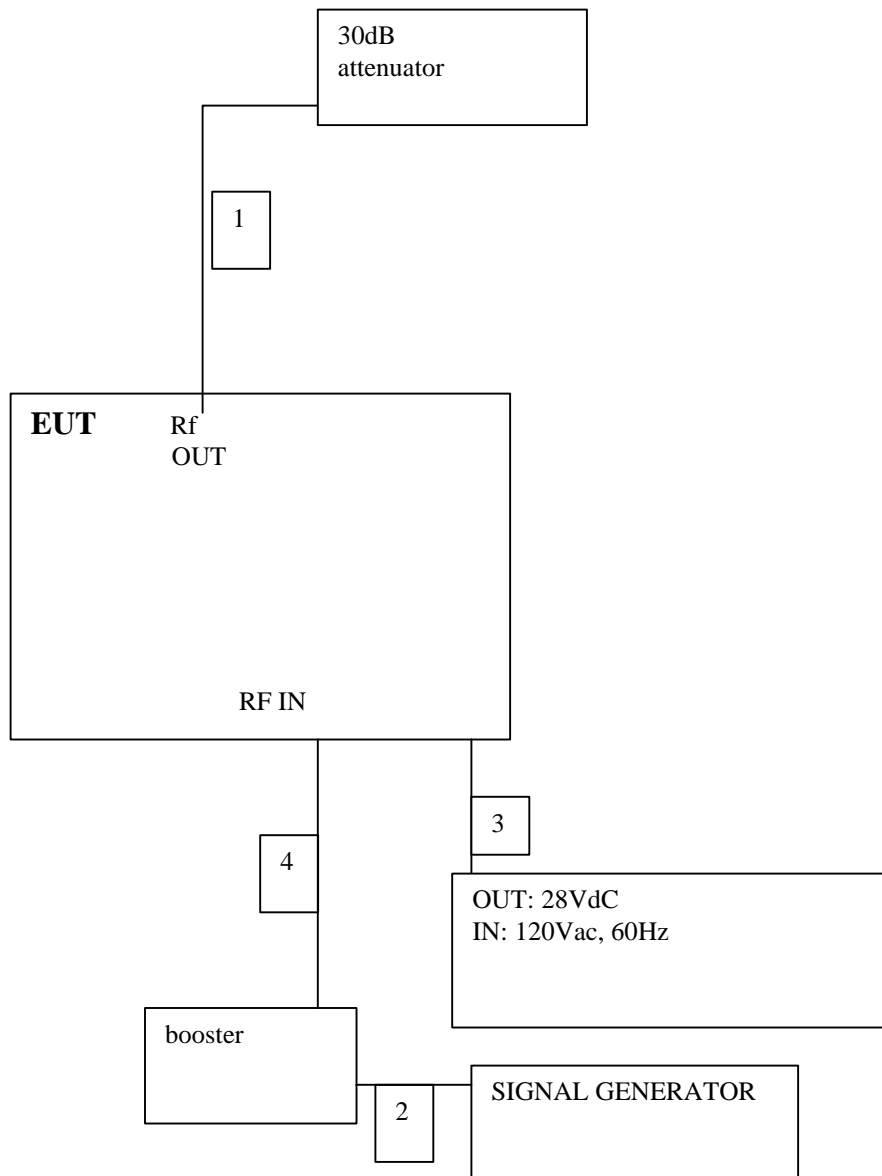 30dB
attenuator
1
EUT
Rf
OUT
RF IN
3
4
OUT: 28VdC
IN: 120Vac, 60Hz
booster
SIGNAL GENERATOR
2